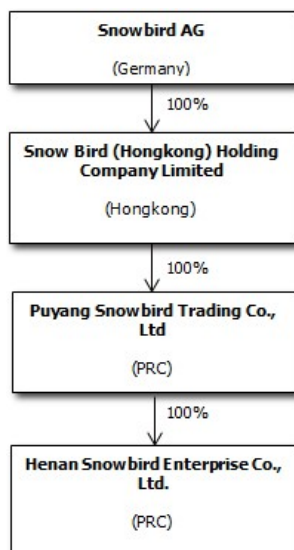 Snowbird AG
(Germany)
100%
Snow Bird (Hongkong) Holding
Company Limited
(Hongkong)
100%
Puyang Snowbird Trading Co.,
Ltd
(PRC)
100%
Henan Snowbird Enterprise Co.,
Ltd.
(PRC)